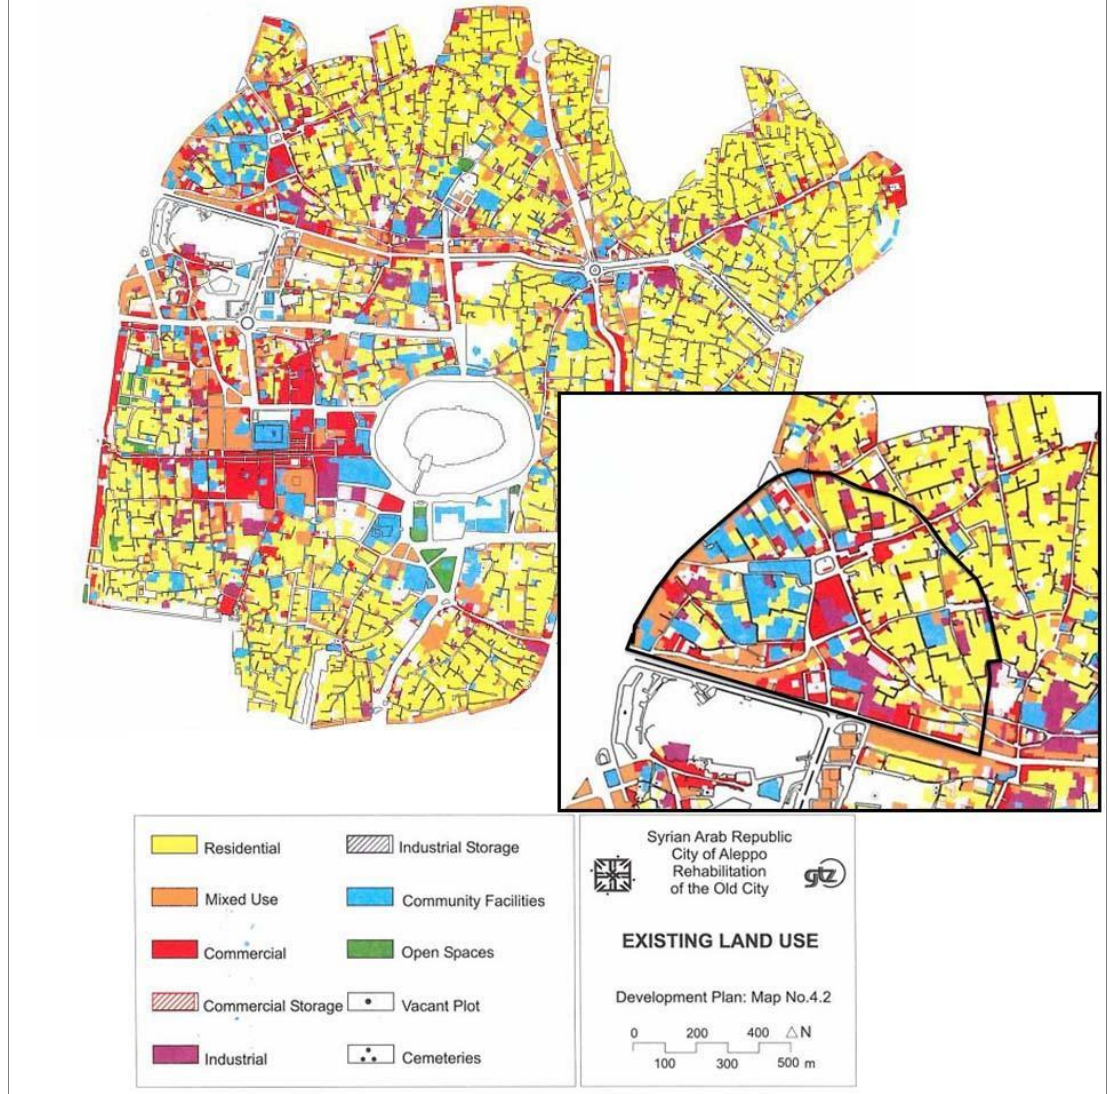 Residential
Mixed Use
Commercial
Commercial Storage
Industrial
Industrial Storage
Community Facilities
Open Spaces
Vacant Plot
Cemeteries
Syrian Arab Republic
City of Aleppo
Rehabilitation
of the Old City
gtz
EXISTING LAND USE
Development Plan: Map No.4.2
0 200 400 N
100 300 500 m